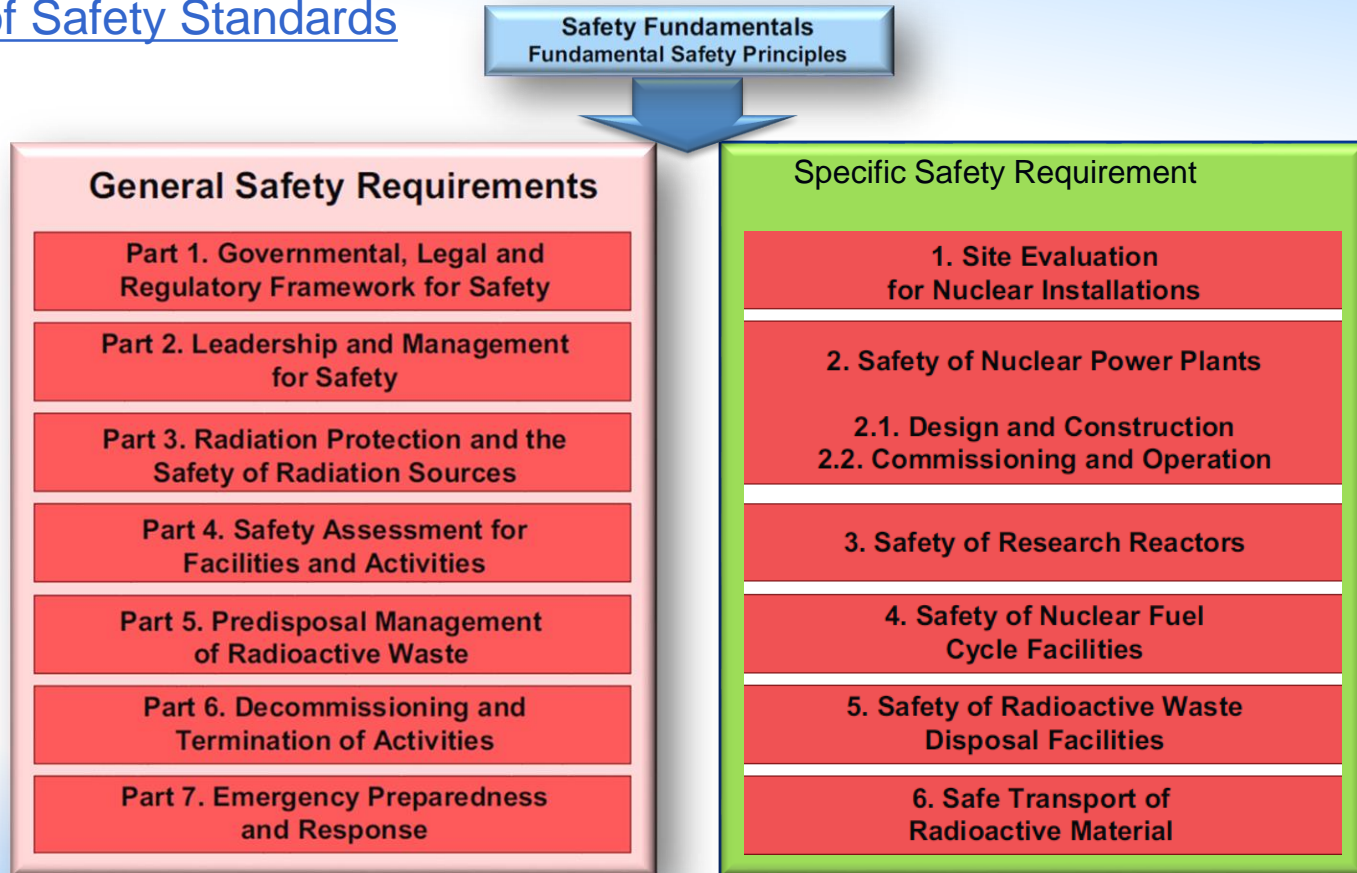 of Safety Standards
Safety Fundamentals
Fundamental Safety Principles
General Safety Requirements
Part 1. Governmental, Legal and
Regulatory Framework for Safety
Part 2. Leadership and Management
for Safety
Part 3. Radiation Protection and the
Safety of Radiation Sources
Part 4. Safety Assessment for
Facilities and Activities
Part 5. Predisposal Management
of Radioactive Waste
Part 6. Decommissioning and
Termination of Activities
Part 7. Emergency Preparedness
and Response
Specific Safety Requirement
1. Site Evaluation
for Nuclear Installations
2. Safety of Nuclear Power Plants
2.1. Design and Construction
2.2. Commissioning and Operation
3. Safety of Research Reactors
4. Safety of Nuclear Fuel
Cycle Facilities
5. Safety of Radioactive Waste
Disposal Facilities
6. Safe Transport of
Radioactive Material